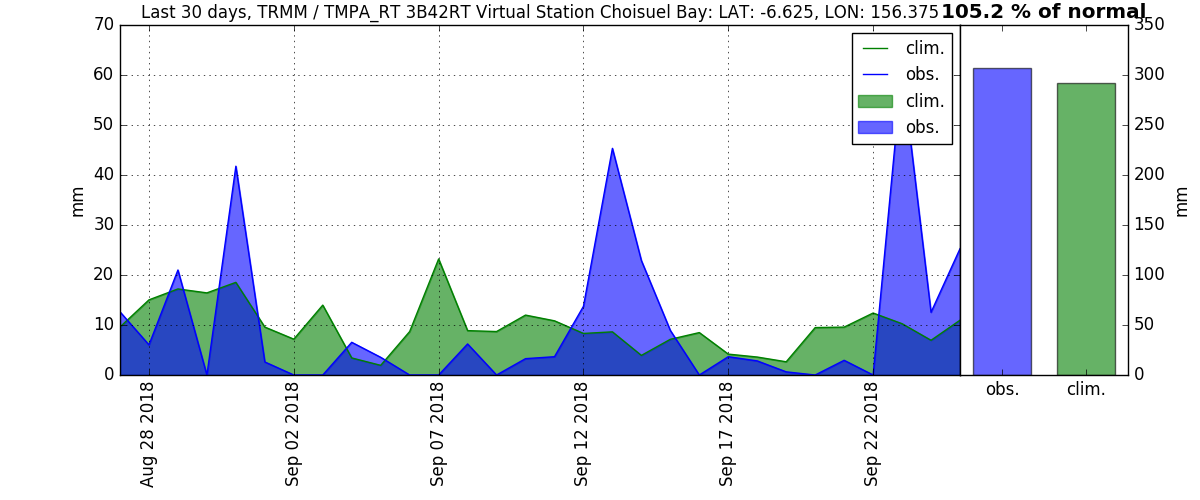 Last 30 days, TRMM / TMPA_RT 3B42RT Virtual Station Choisuel Bay: LAT: -6.625, LON: 156.375
105.2 % of normal
70
60
50
40
30
20
10
0
mm
clim.
obs.
clim.
obs.
350
300
250
200
150
100
50
0
mm
obs.
clim.
Aug 28 2018
Sep 02 2018
Sep 07 2018
Sep 12 2018
Sep 17 2018
Sep 22 2018